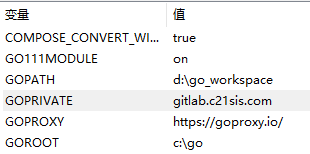 变量 值
COMPOSE_CONVERT_WI... true
GO111MODULE on
GOPATH d:\go_workspace
GOPRIVATE gitlab.c21sis.com
GOPROXY https://goproxy.io/
GOROOT c:\go